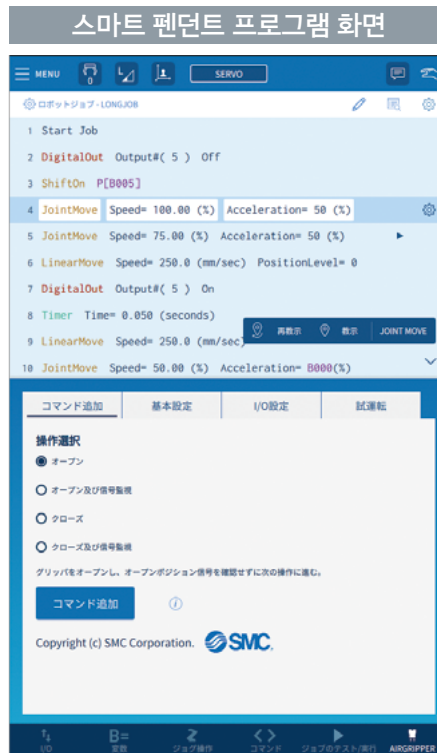 스마트 펜던트 프로그램 화면
MENU 0 SERVO
ロボットジョブ - LONGJOB
1 Start Job
2 DigitalOut Output#( 5 ) Off
3 ShiftOn P[B005]
4 JointMove Speed= 100.00 (%) Acceleration= 50 (%)
5 JointMove Speed= 75.00 (%) Acceleration= 50 (%)
6 LinearMove Speed= 250.0 (mm/sec) PositionLevel= 0
7 DigitalOut Output#( 5 ) On
8 Timer Time= 0.050 (seconds)
9 LinearMove Speed= 250.0 (mm/sec)
再教示 教示 JOINT MOVE
10 JointMove Speed= 50.00 (%) Acceleration= B000(%)
コマンド追加 基本設定 I/O設定 試運転
操作選択
オープン
オープン及び信号監視
クローズ
クローズ及び信号監視
グリッパをオープンし、オープンポジション信号を確認せずに次の操作に進む。
コマンド追加
Copyright (c) SMC Corporation. SMC.
I/O 変数 ジョグ操作 コマンド ジョブのテスト/実行 AIRGRIPPER